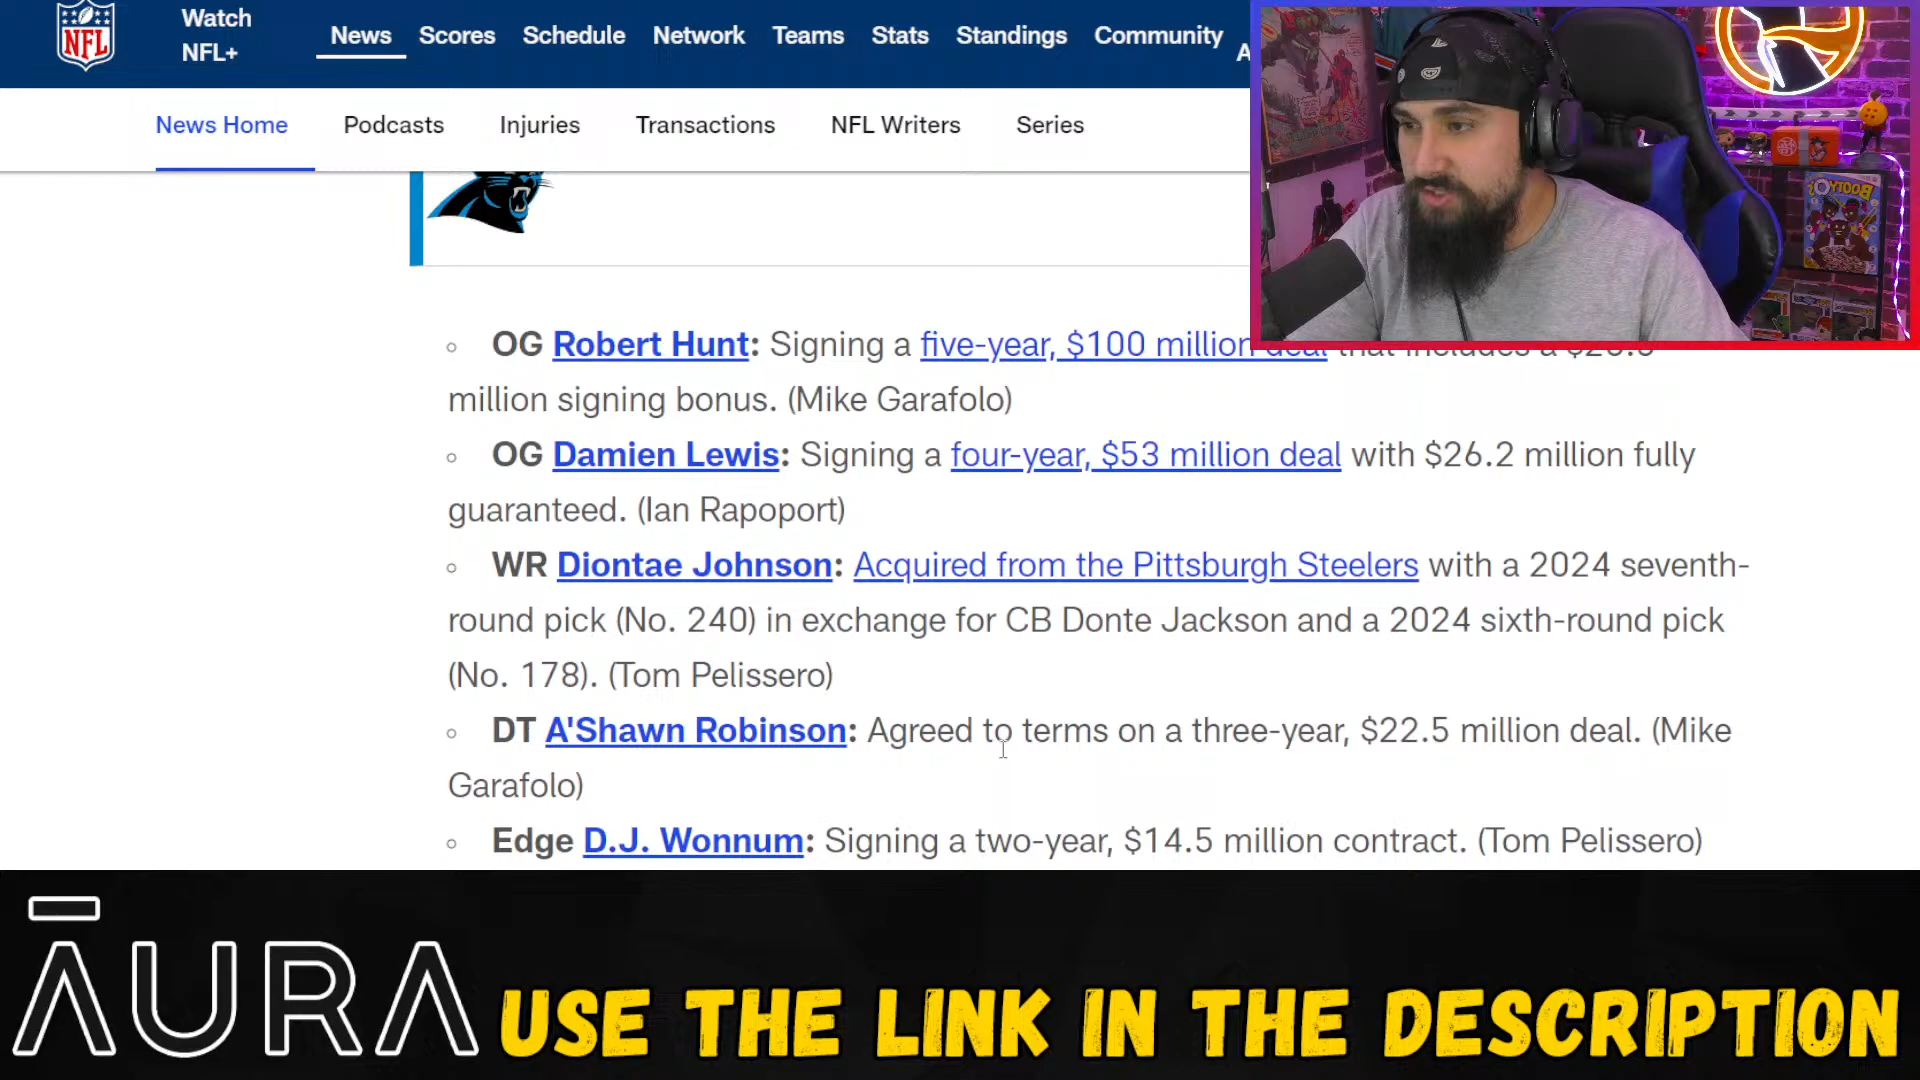 Watch
NFL+
News Scores Schedule Network Teams Stats Standings Community
NFL
News Home Podcasts Injuries Transactions NFL Writers Series
OG Robert Hunt: Signing a five-year, $100 million deal that includes a
million signing bonus. (Mike Garafolo)
OG Damien Lewis: Signing a four-year, $53 million deal with $26.2 million fully
guaranteed. (Ian Rapoport)
WR Diontae Johnson: Acquired from the Pittsburgh Steelers with a 2024 seventh-
round pick (No. 240) in exchange for CB Donte Jackson and a 2024 sixth-round pick
(No. 178). (Tom Pelissero)
DT A'Shawn Robinson: Agreed to terms on a three-year, $22.5 million deal. (Mike
Garafolo)
Edge D.J. Wonnum: Signing a two-year, $14.5 million contract. (Tom Pelissero)
ĀURA USE THE LINK IN THE DESCRIPTION